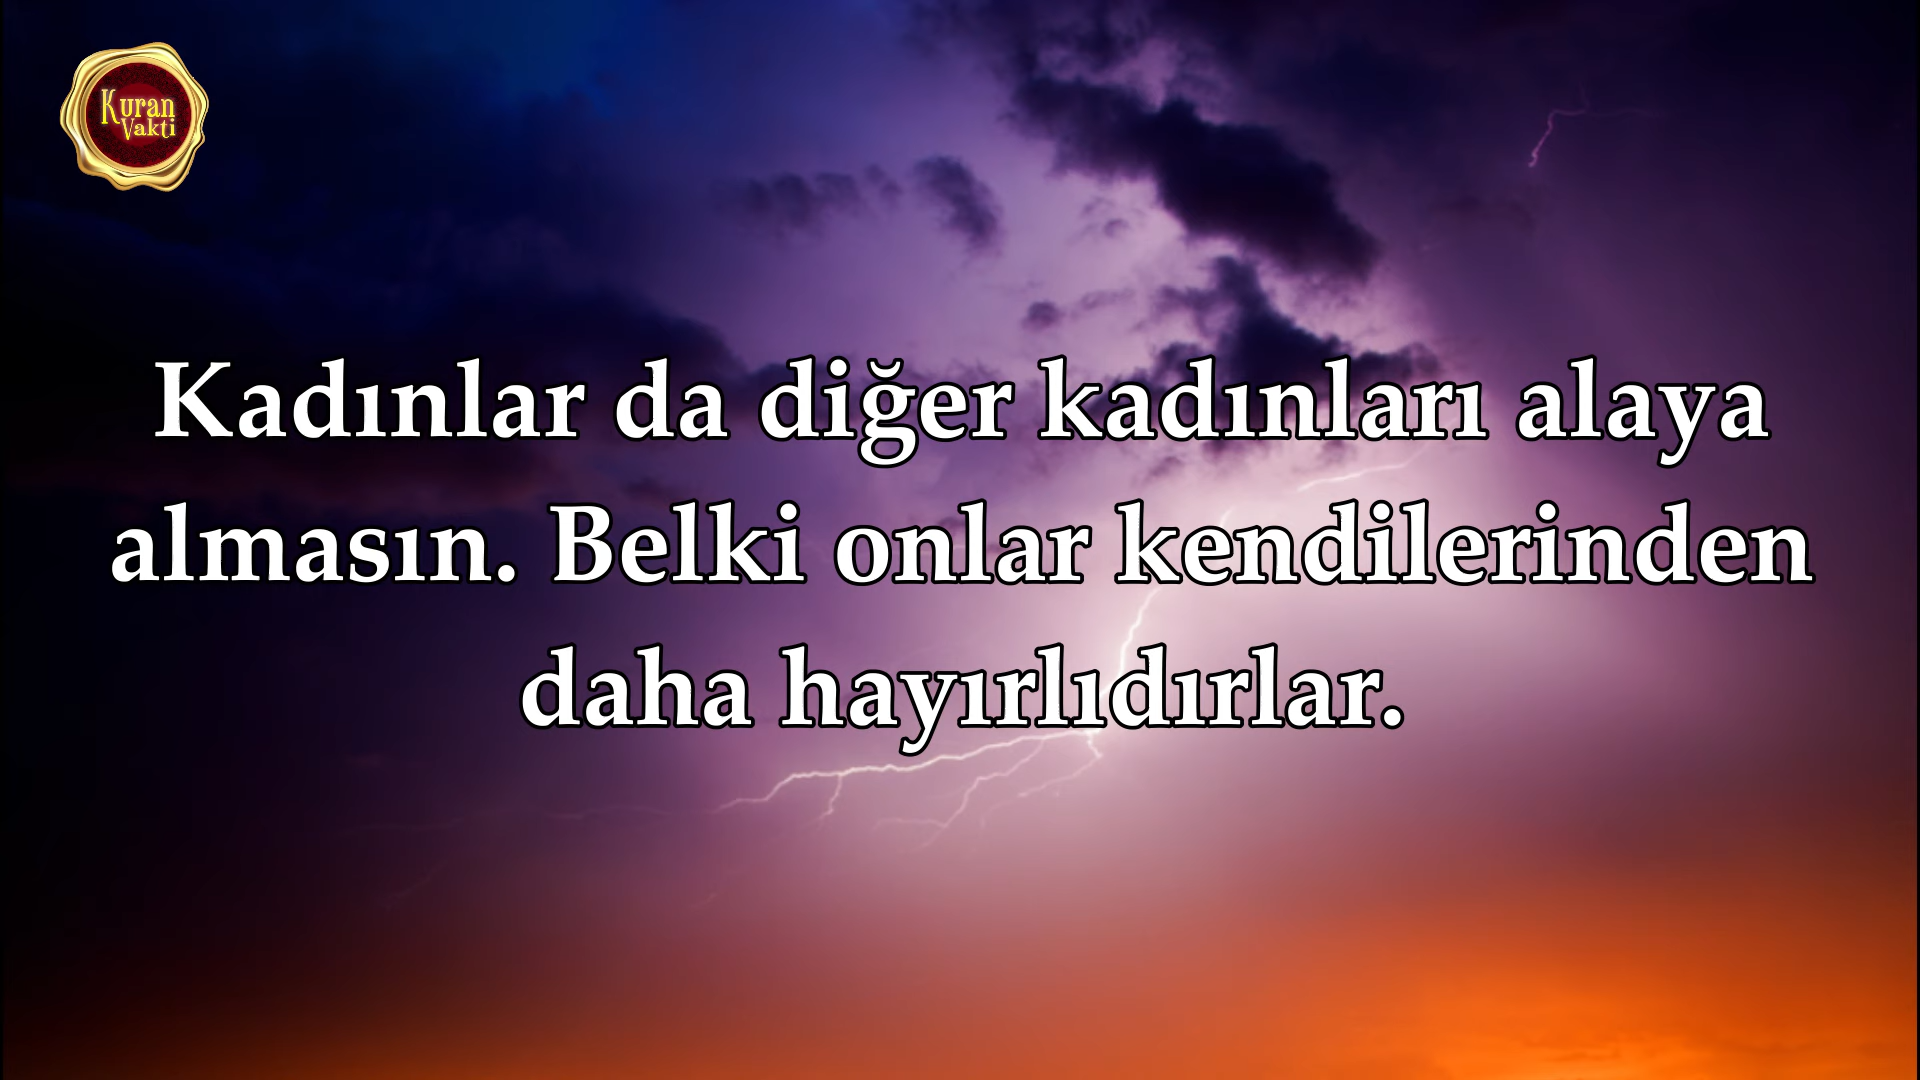 Kuran
Vakti
Kadınlar da diğer kadınları alaya
almasın. Belki onlar kendilerinden
daha hayırlıdırlar.